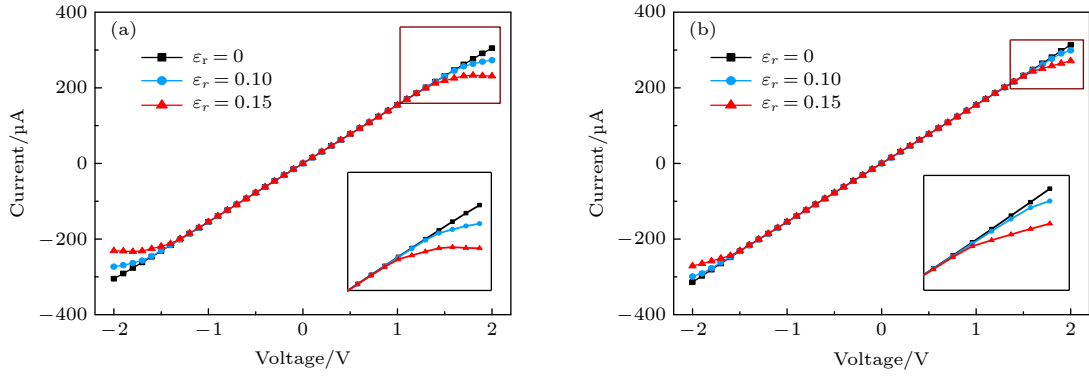 400
200
0
−200
−400
Current/μA
(a)
εr = 0
εr = 0.10
εr = 0.15
−2
−1
0
1
2
Voltage/V
400
200
0
−200
−400
Current/μA
(b)
εr = 0
εr = 0.10
εr = 0.15
−2
−1
0
1
2
Voltage/V